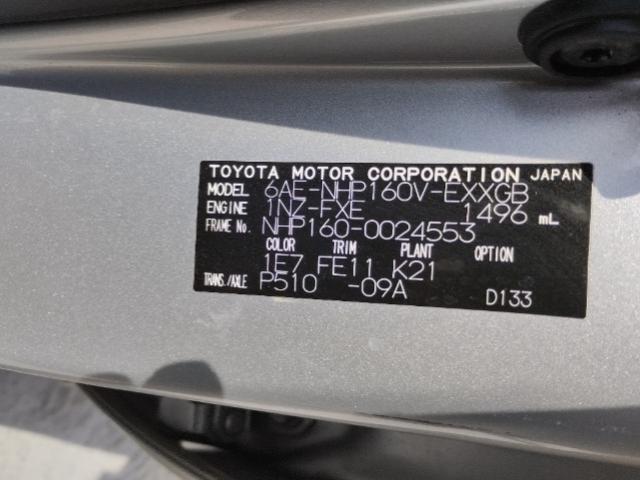 TOYOTA MOTOR CORPORATION JAPAN
MODEL 6AE-NHP160V-EXXGB
ENGINE 1NZ-FXE 1496 mL
FRAME No. NHP160-0024553
COLOR TRIM PLANT OPTION
1E7 FE11 K21
TRANS./AXLE P510 -09A D133